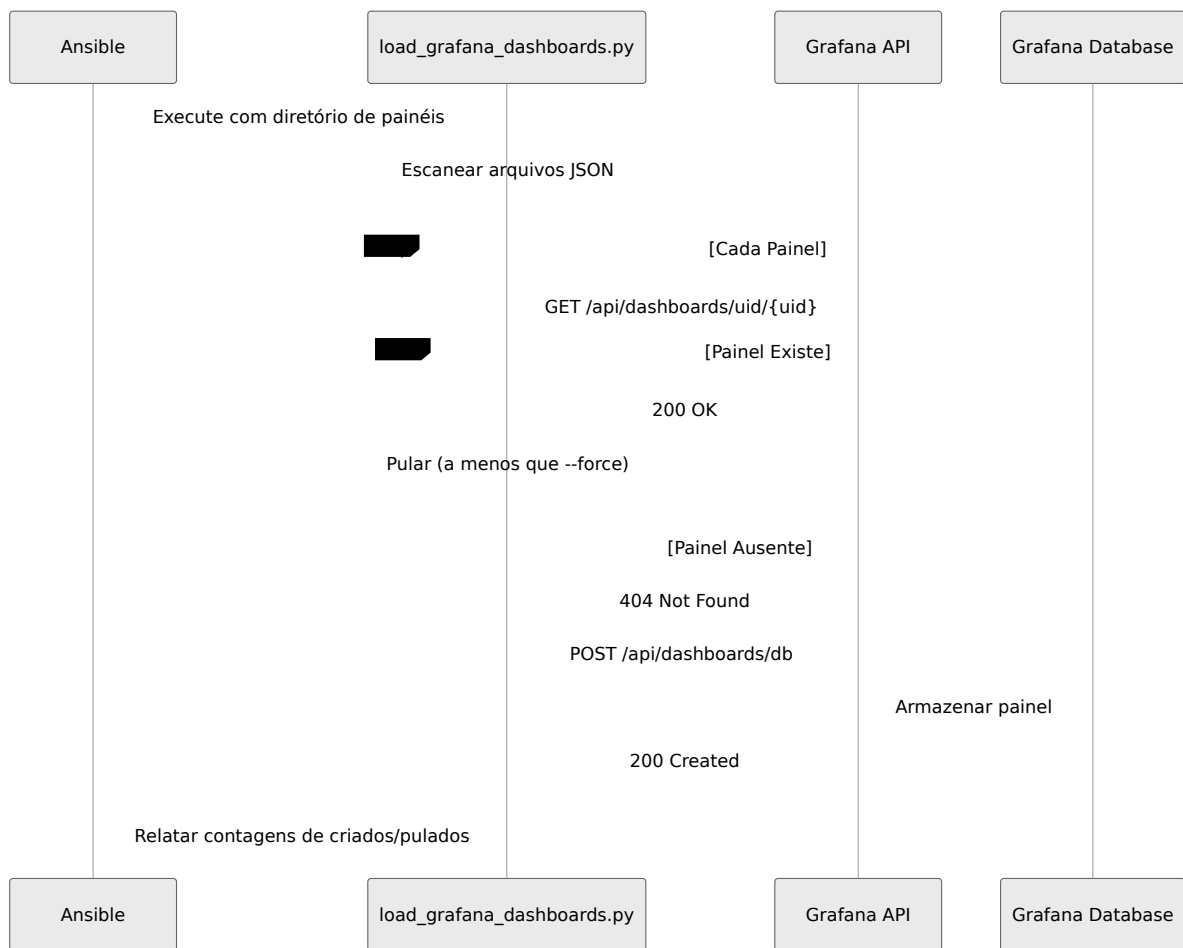 Ansible
load_grafana_dashboards.py
Grafana API
Grafana Database
Execute com diretório de painéis
Escanear arquivos JSON
[Cada Painel]
GET /api/dashboards/uid/{uid}
[Painel Existe]
200 OK
Pular (a menos que --force)
[Painel Ausente]
404 Not Found
POST /api/dashboards/db
Armazenar painel
200 Created
Relatar contagens de criados/pulados
Ansible
load_grafana_dashboards.py
Grafana API
Grafana Database